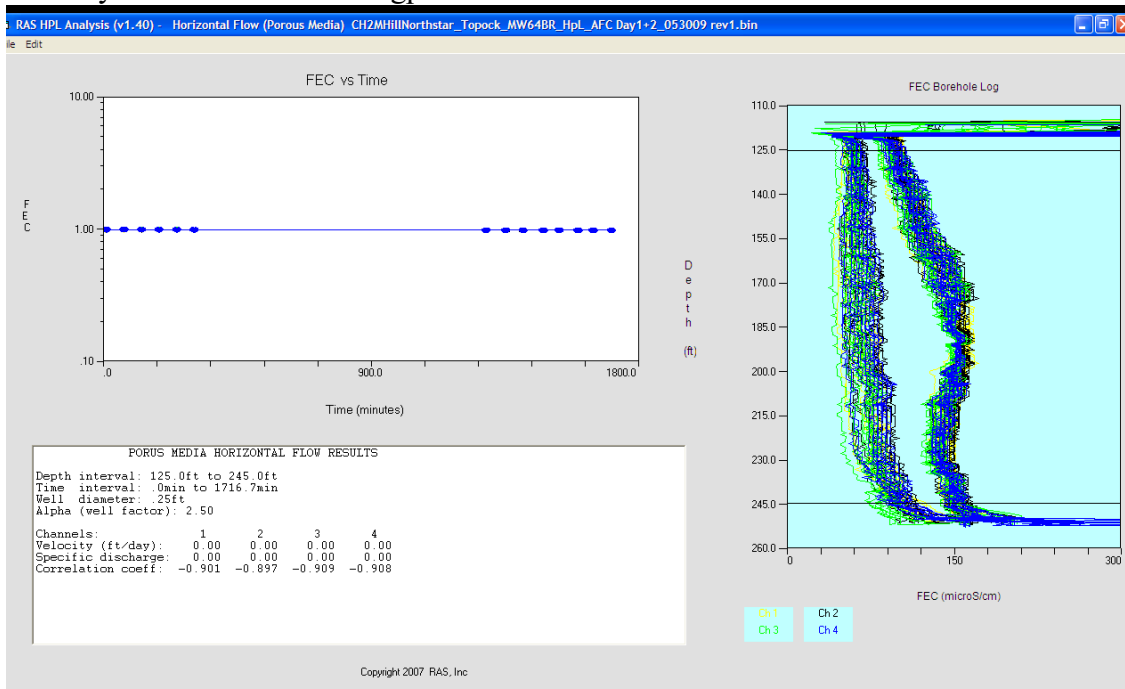 RAS HPL Analysis (v1.40) - Horizontal Flow (Porous Media) CH2MHillNorthstar_Topock_MW64BR_HpL_AFC Day1+2_053009 rev1.bin
Edit
FEC vs Time
10.00
1.00
.10
F
E
C
.0
900.0
1800.0
Time (minutes)
PORUS MEDIA HORIZONTAL FLOW RESULTS
Depth interval: 125.0ft to 245.0ft
Time interval: .0min to 1716.7min
Well diameter: .25ft
Alpha (well factor): 2.50
Channels: 1 2 3 4
Velocity (ft/day): 0.00 0.00 0.00 0.00
Specific discharge: 0.00 0.00 0.00 0.00
Correlation coeff: -0.901 -0.897 -0.909 -0.908
FEC Borehole Log
110.0
125.0
140.0
155.0
170.0
185.0
200.0
215.0
230.0
245.0
260.0
D
e
p
t
h
(ft)
0
150
300
FEC (microS/cm)
Ch 1
Ch 2
Ch 3
Ch 4
Copyright 2007 RAS, Inc